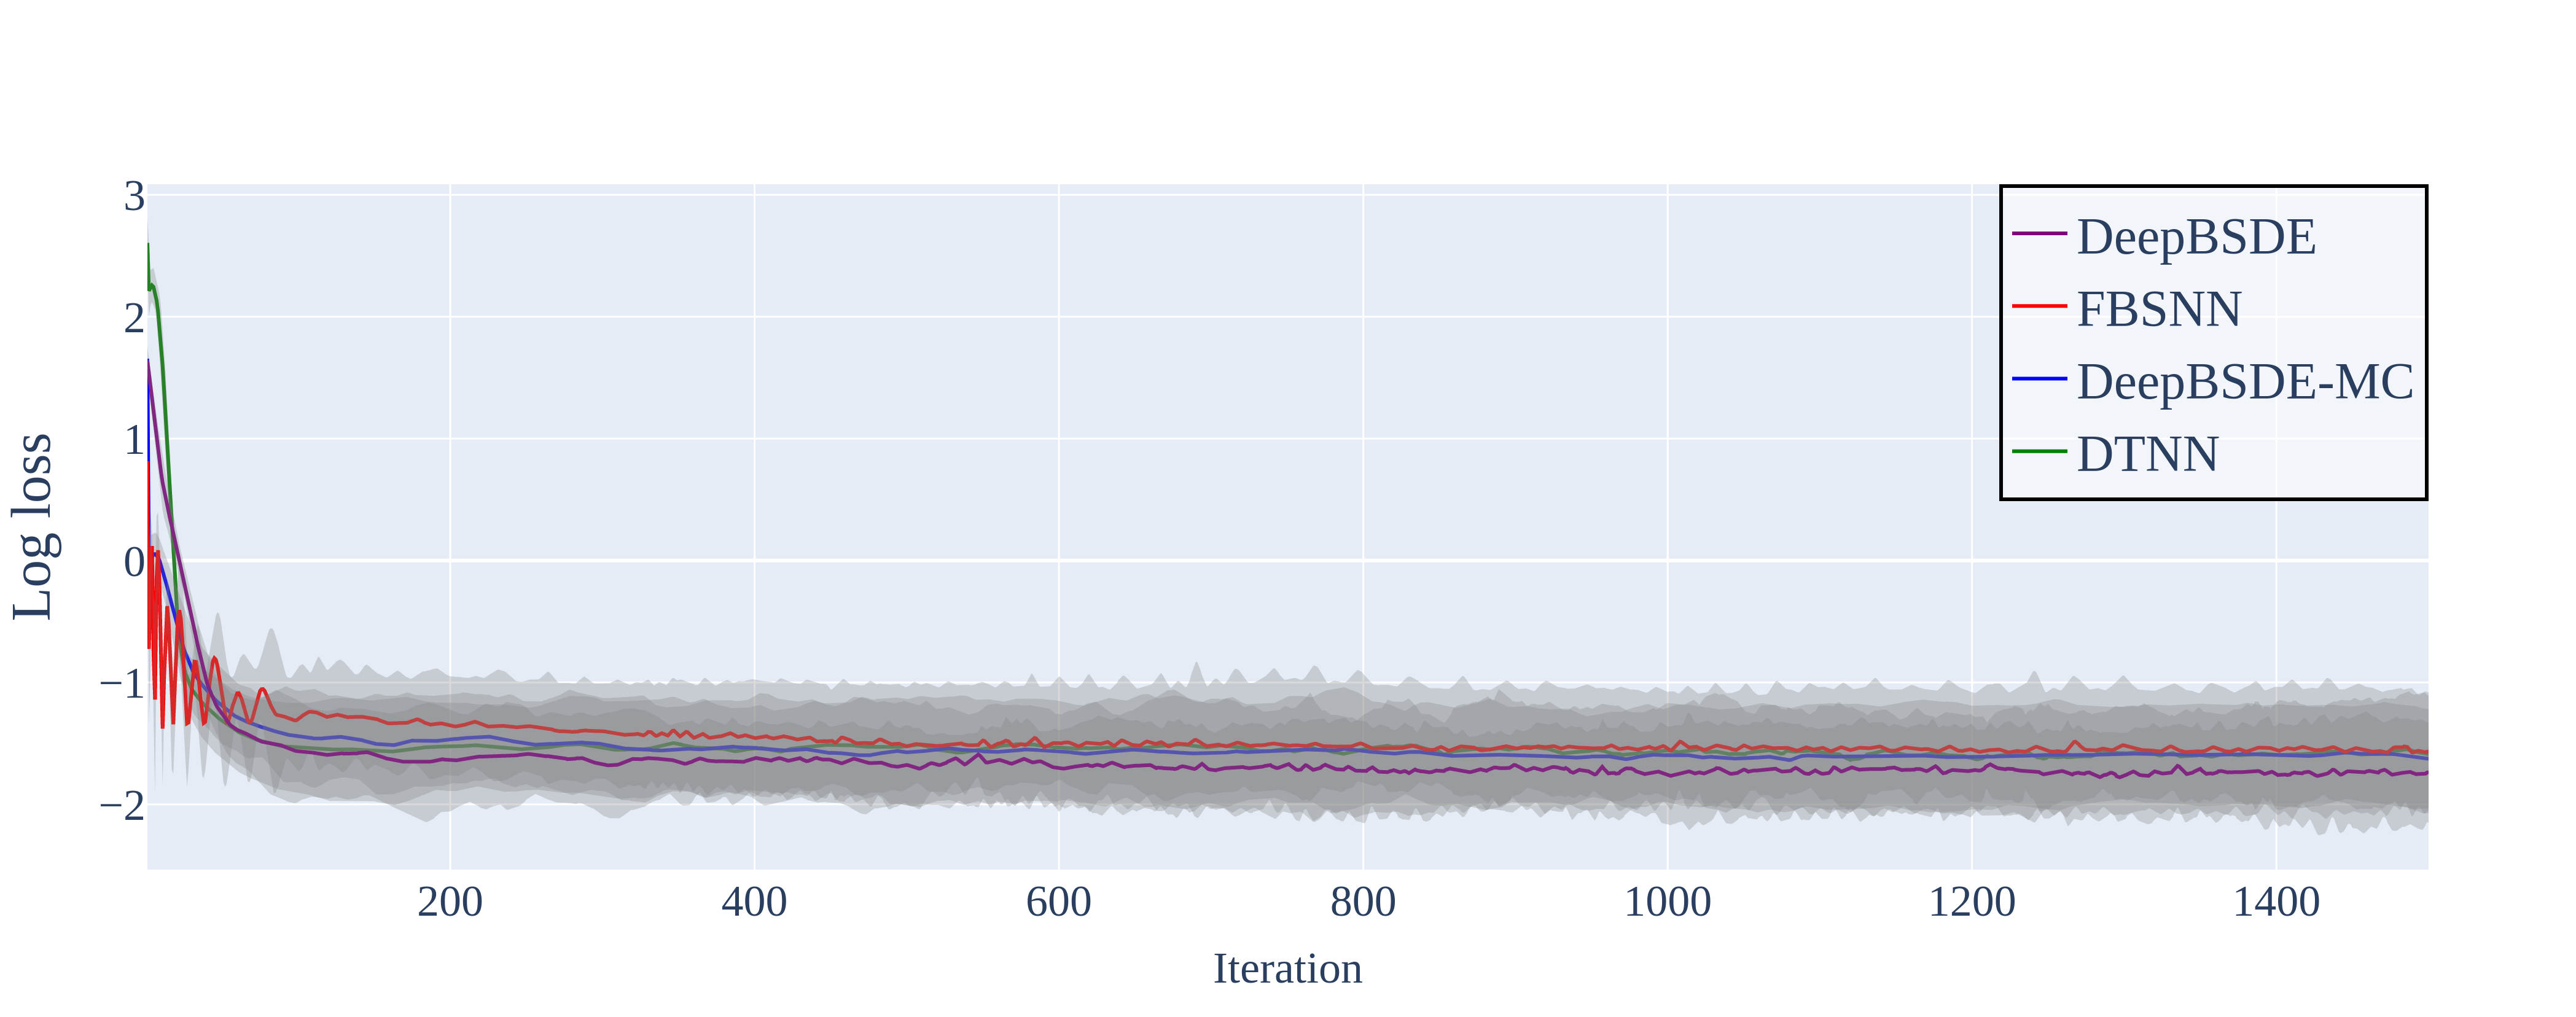 3
2
1
0
−1
−2
Log loss
DeepBSDE
FBSNN
DeepBSDE-MC
DTNN
200 400 600 800 1000 1200 1400
Iteration